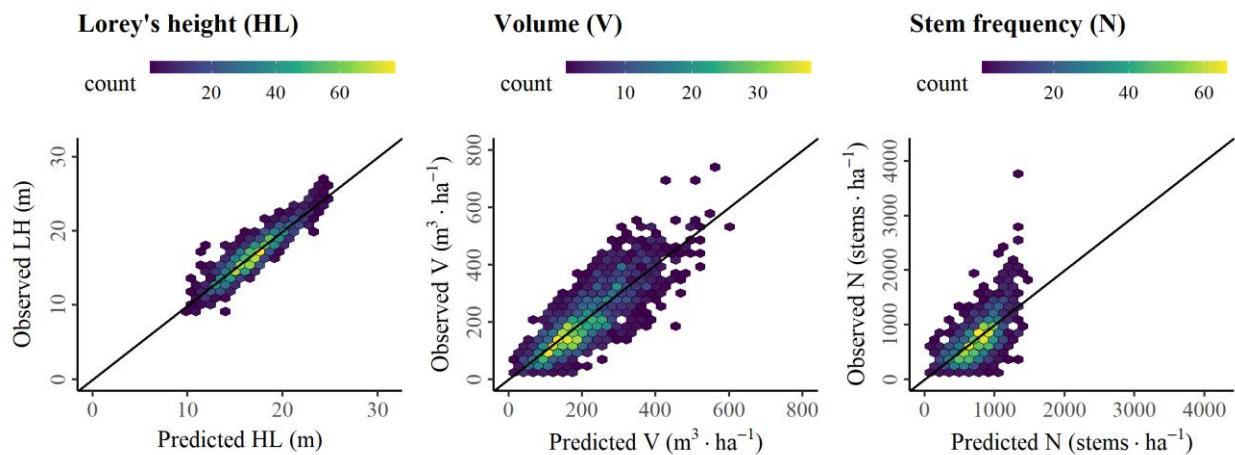 Lorey's height (HL)
count
20 40 60
Observed LH (m)
30
20
10
0
0 10 20 30
Predicted HL (m)
Volume (V)
count
10 20 30
Observed V (m³ · ha⁻¹)
800
600
400
200
0
0 200 400 600 800
Predicted V (m³ · ha⁻¹)
Stem frequency (N)
count
20 40 60
Observed N (stems · ha⁻¹)
4000
3000
2000
1000
0
0 1000 2000 3000 4000
Predicted N (stems · ha⁻¹)